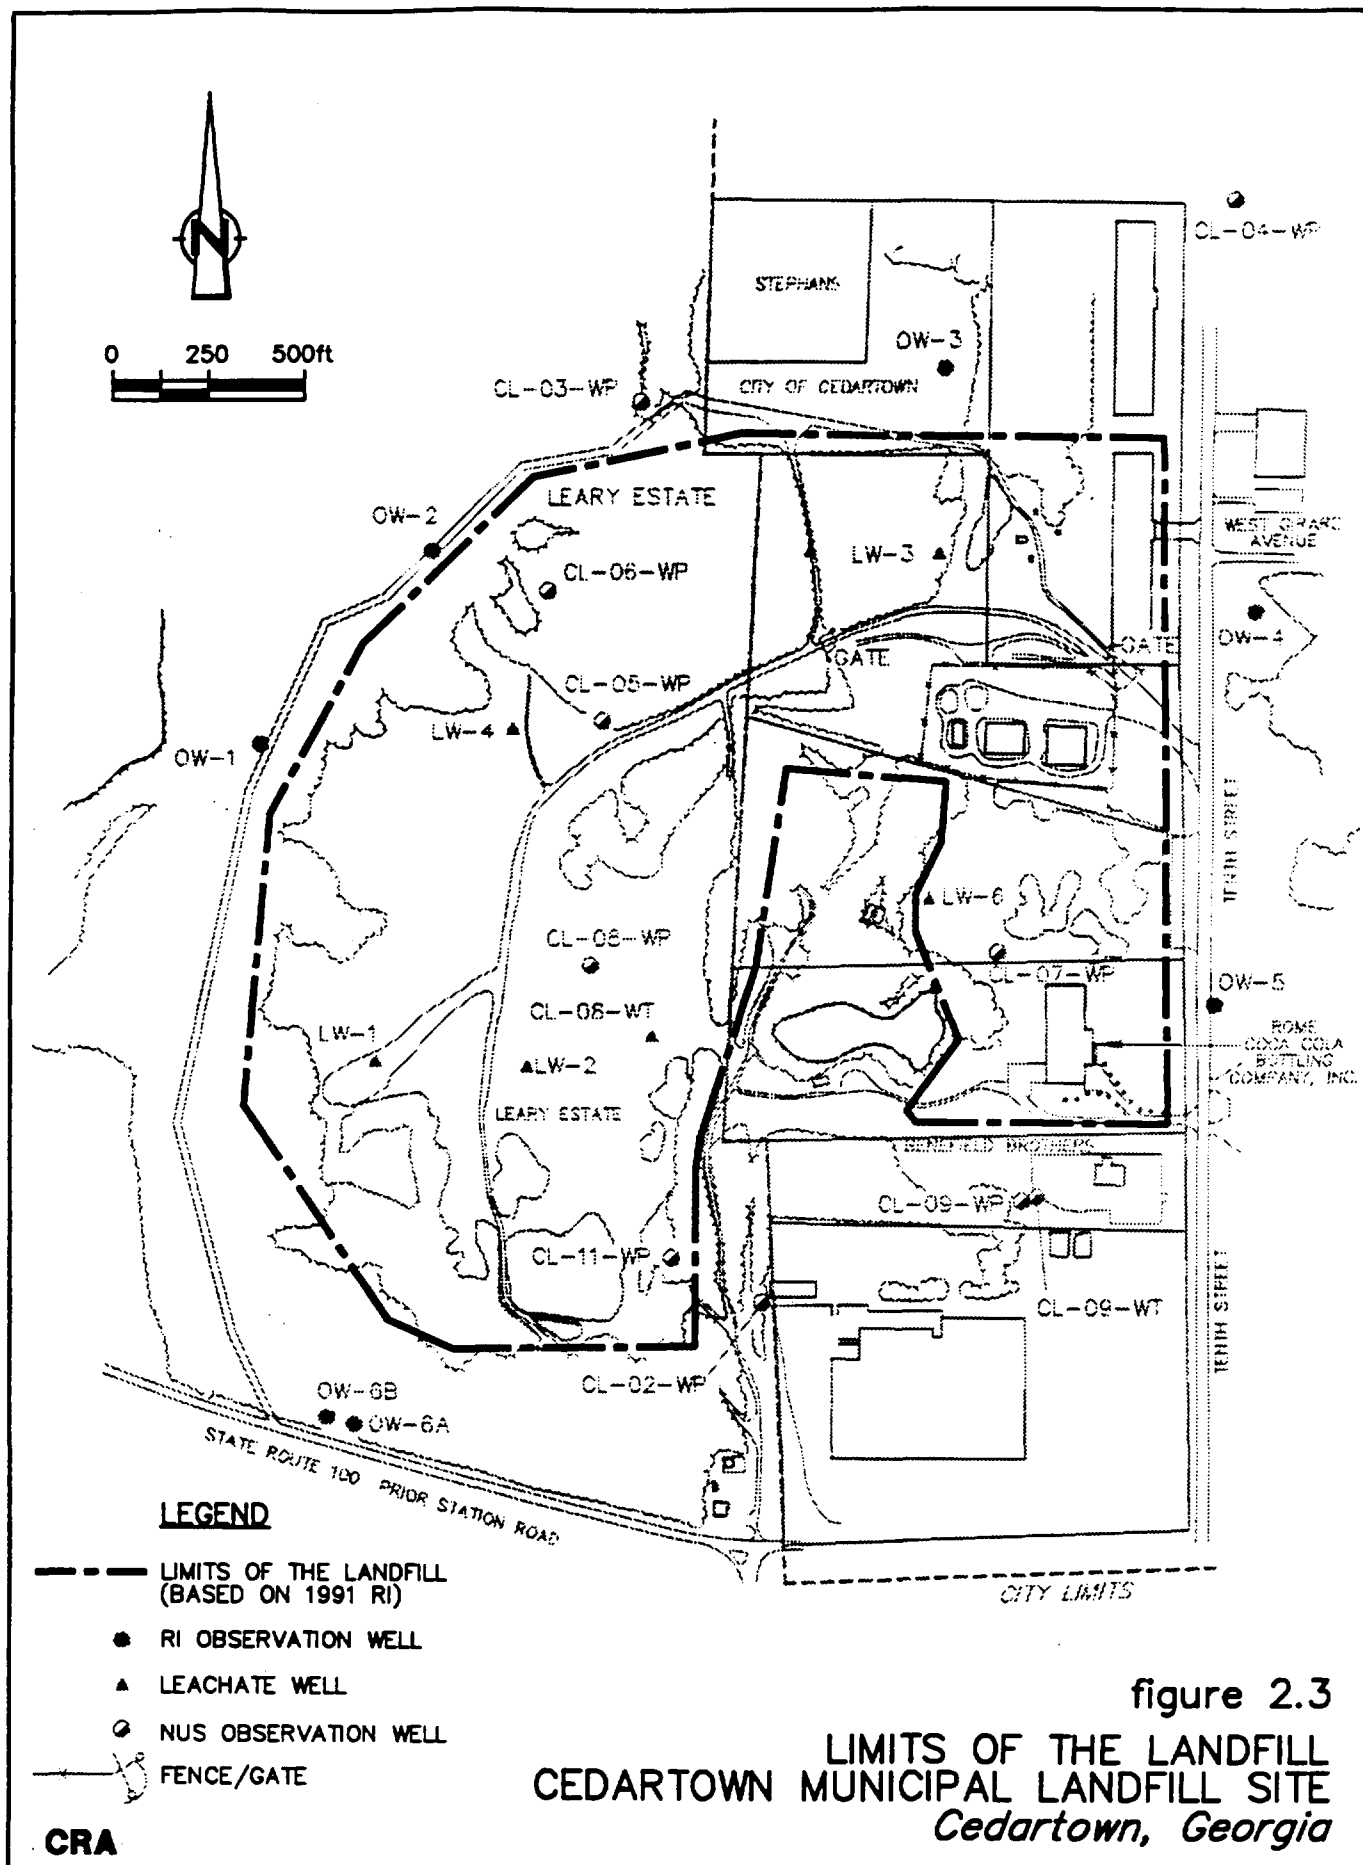 N
0 250 500ft
STEPHANS
CL-04-WP
OW-3
CL-03-WP
CITY OF CEDARTOWN
LEARY ESTATE
OW-2
WEST GIRARD
AVENUE
LW-3
CL-06-WP
OW-4
GATE
GATE
CL-05-WP
LW-4
OW-1
TENTH STREET
LW-6
CL-08-WP
CL-07-WP
OW-5
CL-08-WT
LW-1
LW-2
ROME
COCA COLA
BOTTLING
COMPANY, INC.
LEARY ESTATE
BENEFIELD BROTHERS
CL-09-WP
CL-11-WP
CL-09-WT
TENTH STREET
CL-02-WP
OW-6B
OW-6A
STATE ROUTE 100 PRIOR STATION ROAD
CITY LIMITS
LEGEND
LIMITS OF THE LANDFILL
(BASED ON 1991 RI)
RI OBSERVATION WELL
LEACHATE WELL
NUS OBSERVATION WELL
FENCE/GATE
figure 2.3
LIMITS OF THE LANDFILL
CEDARTOWN MUNICIPAL LANDFILL SITE
Cedartown, Georgia
CRA